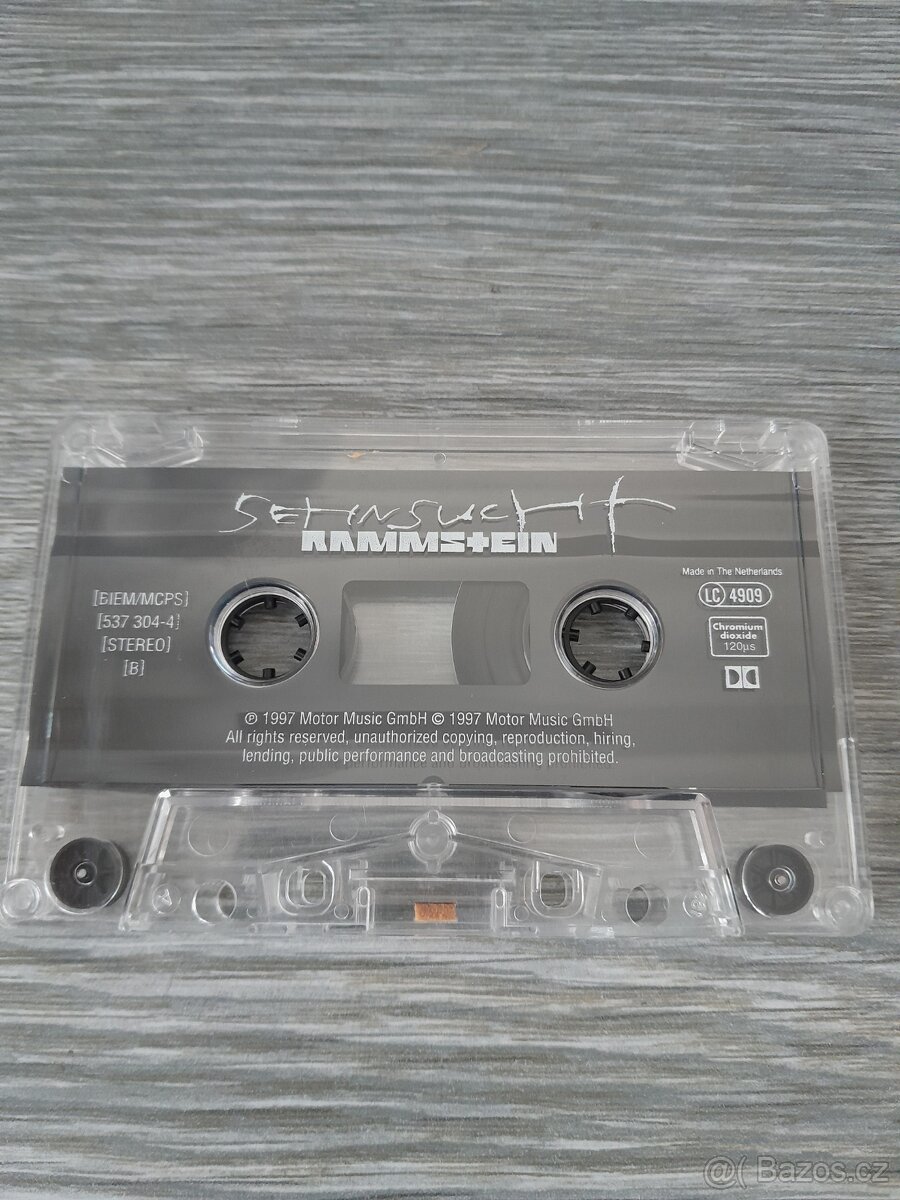 SEHNSUCHT
RAMMS+EIN
[BIEM/MCPS]
[537 304-4]
[STEREO]
[B]
Made in The Netherlands
LC 4909
Chromium
dioxide
120µs
℗ 1997 Motor Music GmbH © 1997 Motor Music GmbH
All rights reserved, unauthorized copying, reproduction, hiring,
lending, public performance and broadcasting prohibited.
@( Bazos.cz